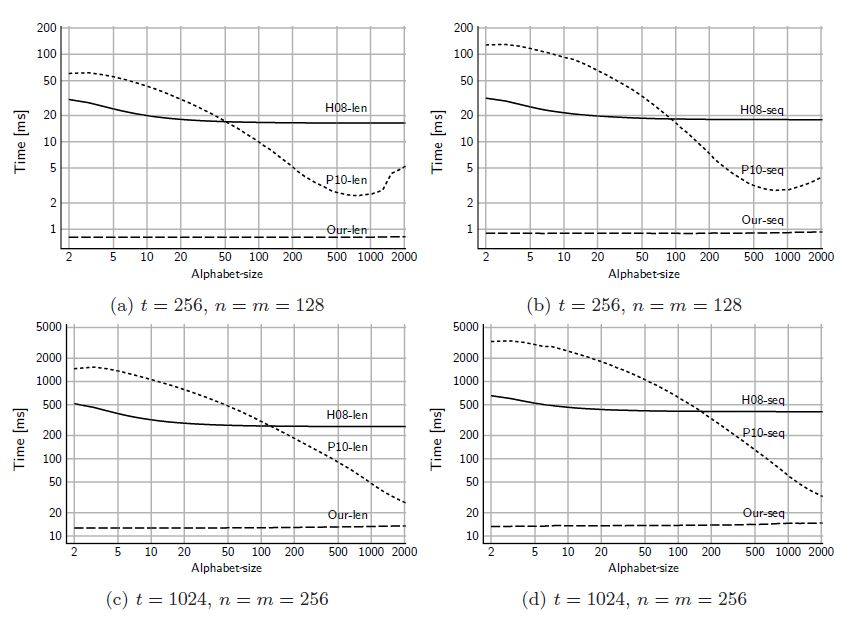 200
100
50
20
10
5
2
1
Time [ms]
H08-len
P10-len
Our-len
2 5 10 20 50 100 200 500 1000 2000
Alphabet-size
(a) t = 256, n = m = 128
200
100
50
20
10
5
2
1
Time [ms]
H08-seq
P10-seq
Our-seq
2 5 10 20 50 100 200 500 1000 2000
Alphabet-size
(b) t = 256, n = m = 128
5000
2000
1000
500
200
100
50
20
10
Time [ms]
H08-len
P10-len
Our-len
2 5 10 20 50 100 200 500 1000 2000
Alphabet-size
(c) t = 1024, n = m = 256
5000
2000
1000
500
200
100
50
20
10
Time [ms]
H08-seq
P10-seq
Our-seq
2 5 10 20 50 100 200 500 1000 2000
Alphabet-size
(d) t = 1024, n = m = 256